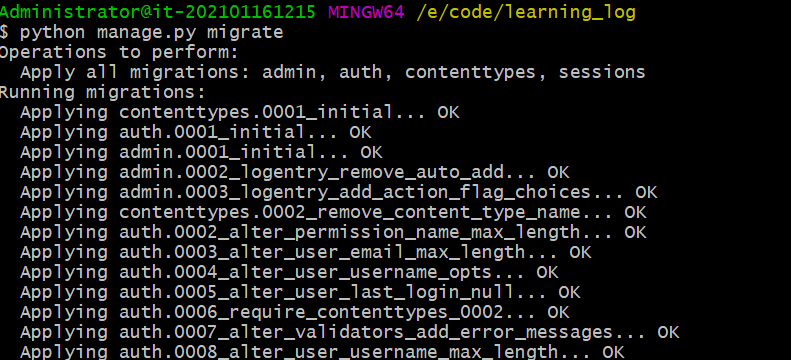 Administrator@it-202101161215 MINGW64 /e/code/learning_log
$ python manage.py migrate
Operations to perform:
  Apply all migrations: admin, auth, contenttypes, sessions
Running migrations:
  Applying contenttypes.0001_initial... OK
  Applying auth.0001_initial... OK
  Applying admin.0001_initial... OK
  Applying admin.0002_logentry_remove_auto_add... OK
  Applying admin.0003_logentry_add_action_flag_choices... OK
  Applying contenttypes.0002_remove_content_type_name... OK
  Applying auth.0002_alter_permission_name_max_length... OK
  Applying auth.0003_alter_user_email_max_length... OK
  Applying auth.0004_alter_user_username_opts... OK
  Applying auth.0005_alter_user_last_login_null... OK
  Applying auth.0006_require_contenttypes_0002... OK
  Applying auth.0007_alter_validators_add_error_messages... OK
  Applying auth.0008_alter_user_username_max_length... OK